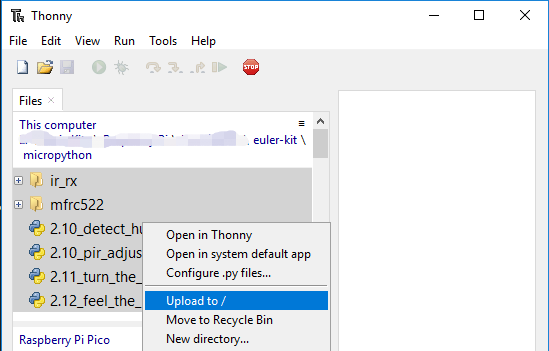 Thonny
File Edit View Run Tools Help
STOP
Files
This computer
\ euler-kit \
micropython
ir_rx
mfrc522
2.10_detect_hu
2.10_pir_adjus
2.11_turn_the_
2.12_feel_the_
Open in Thonny
Open in system default app
Configure .py files...
Upload to /
Move to Recycle Bin
New directory...
Raspberry Pi Pico